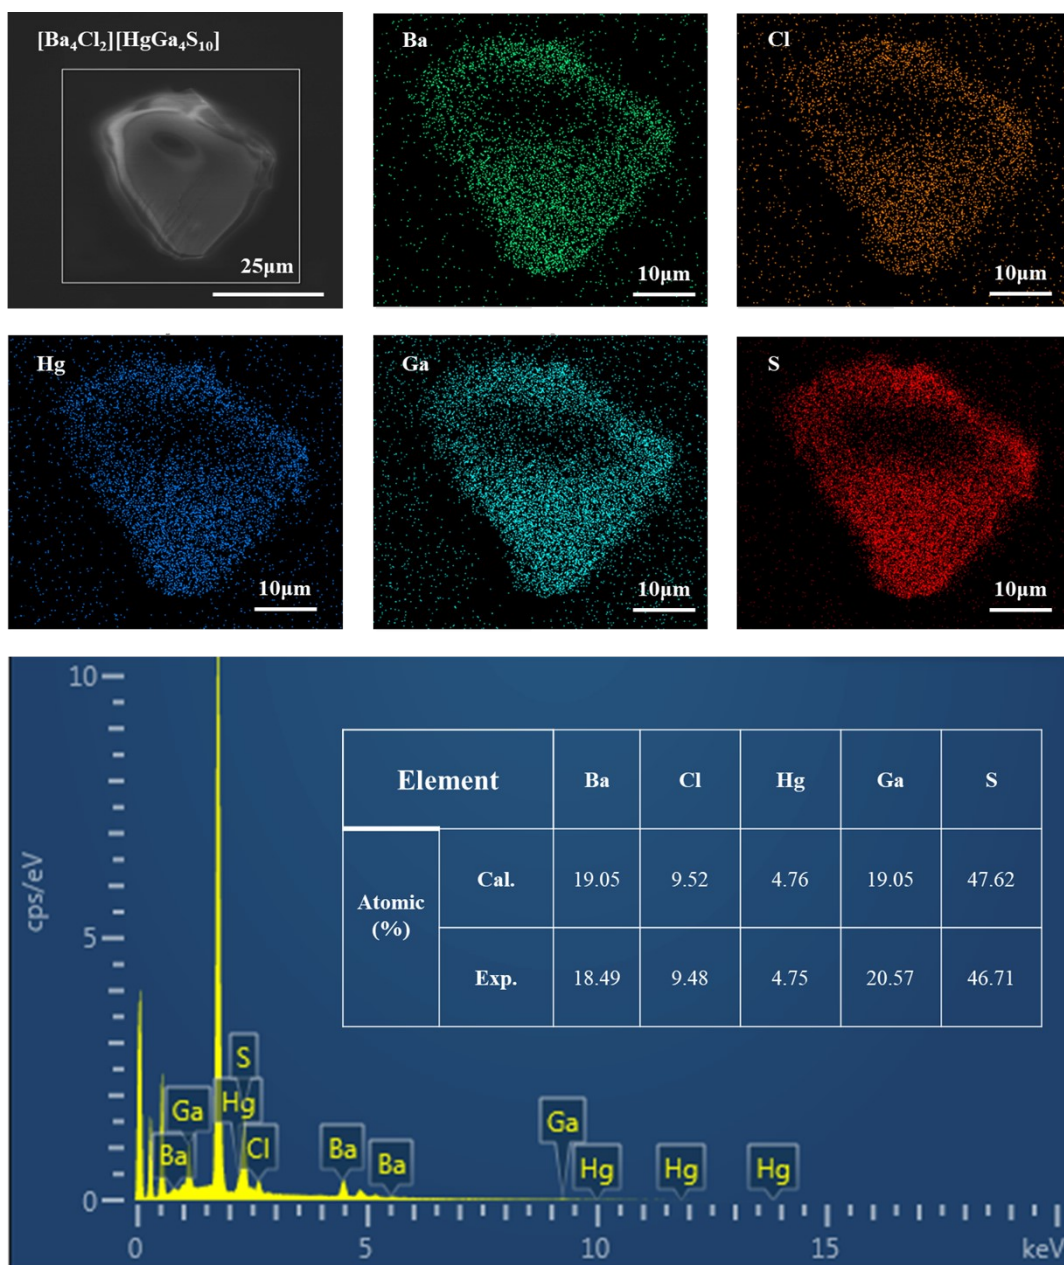 [Ba₄Cl₂][HgGa₄S₁₀]
25μm
Ba
10μm
Cl
10μm
Hg
10μm
Ga
10μm
S
10μm
10
5
0
cps/eV
Element Ba Cl Hg Ga S
Atomic (%)
Cal. 19.05 9.52 4.76 19.05 47.62
Exp. 18.49 9.48 4.75 20.57 46.71
S
Ga Hg
Ba Cl Ba Ba
Ga
Hg Hg Hg
0 5 10 15 keV